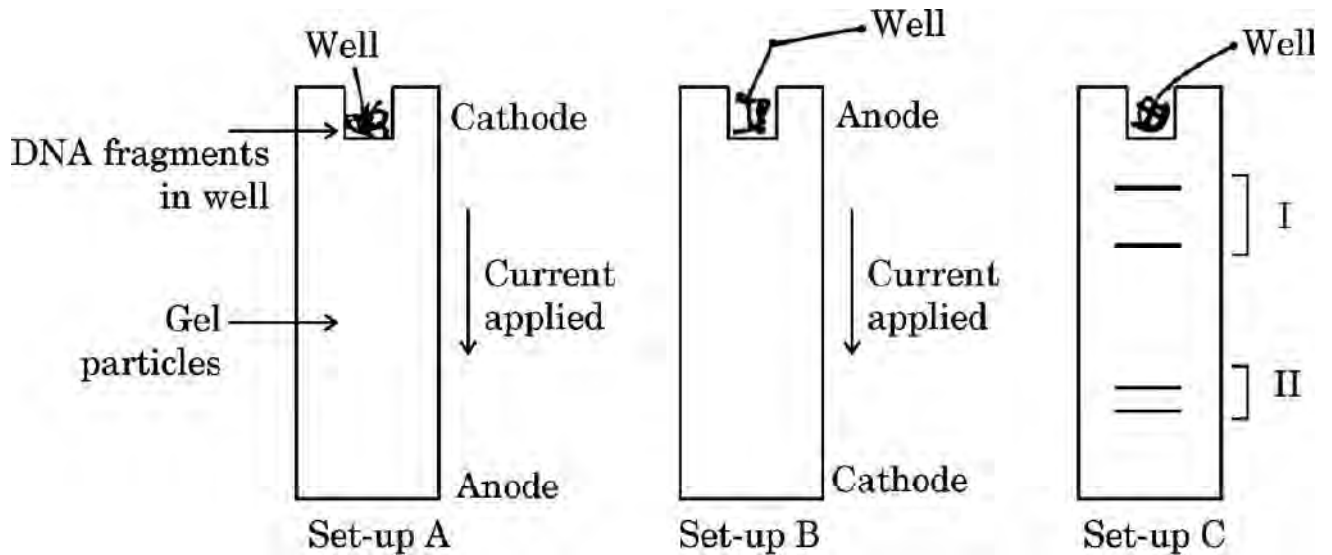 Well
Cathode
DNA fragments
in well
Current
applied
Gel
particles
Anode
Set-up A
Well
Anode
Current
applied
Cathode
Set-up B
Well
I
II
Set-up C